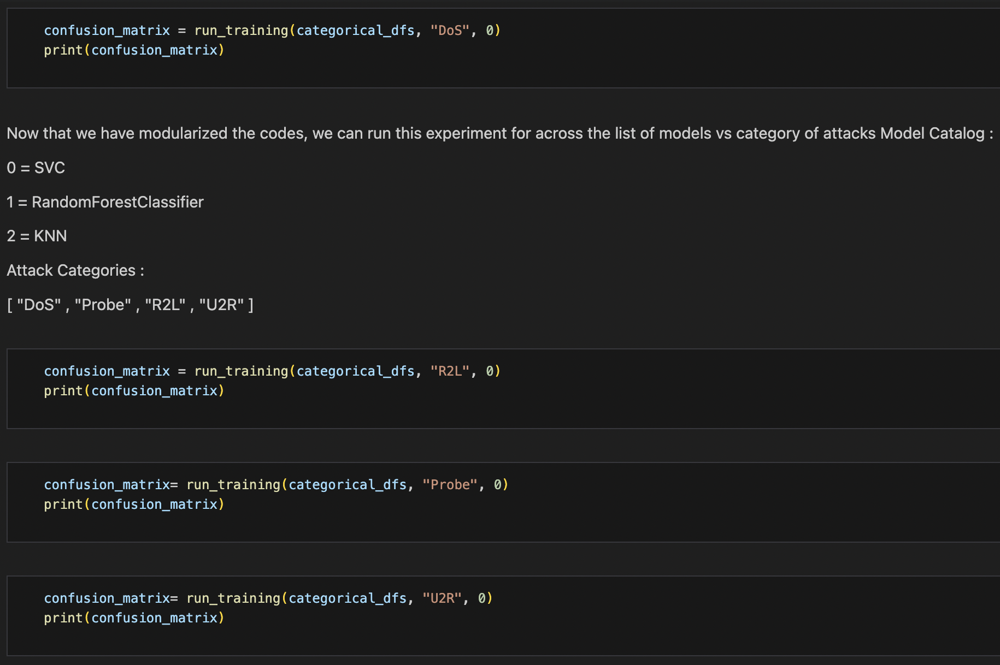 confusion_matrix = run_training(categorical_dfs, "DoS", 0)
print(confusion_matrix)
Now that we have modularized the codes, we can run this experiment for across the list of models vs category of attacks Model Catalog :
0 = SVC
1 = RandomForestClassifier
2 = KNN
Attack Categories :
[ "DoS" , "Probe" , "R2L" , "U2R" ]
confusion_matrix = run_training(categorical_dfs, "R2L", 0)
print(confusion_matrix)
confusion_matrix= run_training(categorical_dfs, "Probe", 0)
print(confusion_matrix)
confusion_matrix= run_training(categorical_dfs, "U2R", 0)
print(confusion_matrix)